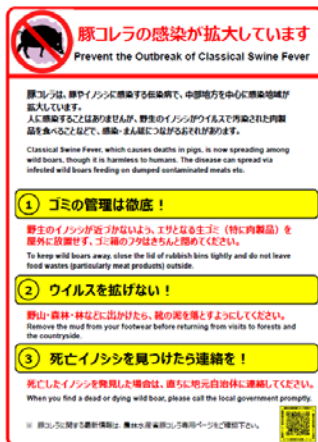 豚コレラの感染が拡大しています
Prevent the Outbreak of Classical Swine Fever
豚コレラは、豚やイノシシに感染する伝染病で、中部地方を中心に感染地域が
拡大しています。
人に感染することはありませんが、野生のイノシシがウイルスで汚染された肉製
品を食べることなどで、感染・まん延につながるおそれがあります。
Classical Swine Fever, which causes deaths in pigs, is now spreading among
wild boars, though it is harmless to humans. The disease can spread via
infected wild boars feeding on dumped contaminated meats etc.
① ゴミの管理は徹底!
野生のイノシシが近づかないよう、エサとなる生ゴミ(特に肉製品)を
屋外に放置せず、ゴミ箱のフタはきちんと閉めてください。
To keep wild boars away, close the lid of rubbish bins tightly and do not leave
food wastes (particularly meat products) outside.
② ウイルスを拡げない!
野山・森林・林などに出かけたら、靴の泥を落とすようにしてください。
Remove the mud from your footwear before returning from visits to forests and
the countryside.
③ 死亡イノシシを見つけたら連絡を!
死亡したイノシシを発見した場合は、直ちに地元自治体に連絡してください。
When you find a dead or dying wild boar, please call the local government promptly.
※ 豚コレラに関する最新情報は、農林水産省豚コレラ専用ページをご確認下さい。